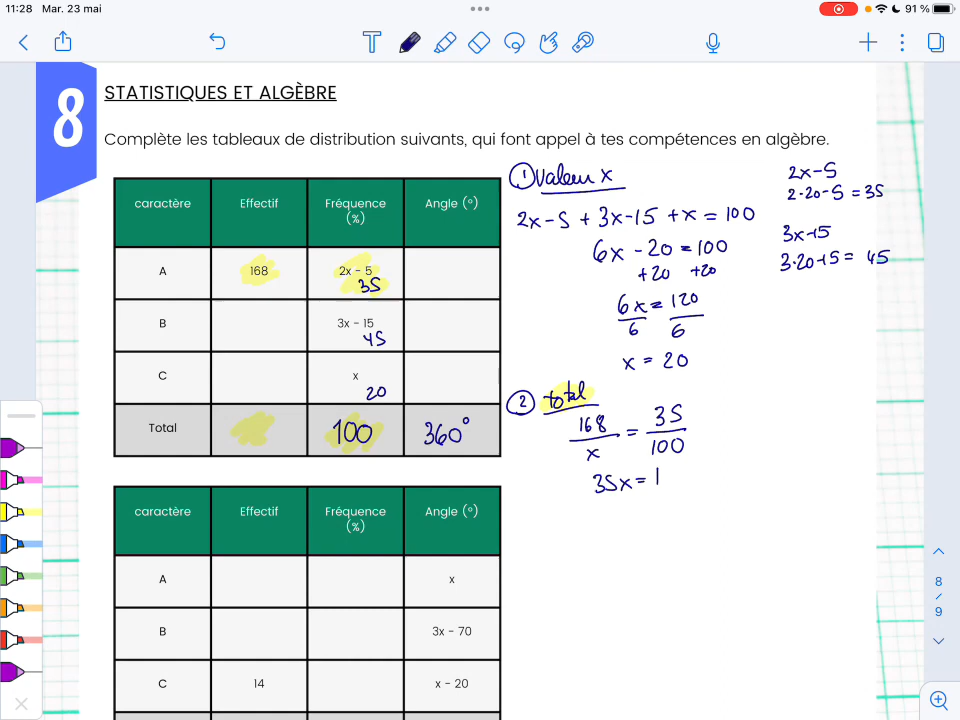 11:28 Mar. 23 mai
91 %
8
STATISTIQUES ET ALGÈBRE
Complète les tableaux de distribution suivants, qui font appel à tes compétences en algèbre.
caractère Effectif Fréquence (%) Angle (°)
A 168 2x - 5
35
B 3x - 15
45
C x
20
Total 100 360°
① Valeur x
2x - 5 + 3x - 15 + x = 100
6x - 20 = 100
+20 +20
6x = 120
6 6
x = 20
2x - 5
2·20 - 5 = 35
3x - 15
3·20 - 15 = 45
② total
168 = 35
x 100
35x = 1
caractère Effectif Fréquence (%) Angle (°)
A x
B 3x - 70
C 14 x - 20
8
/
9